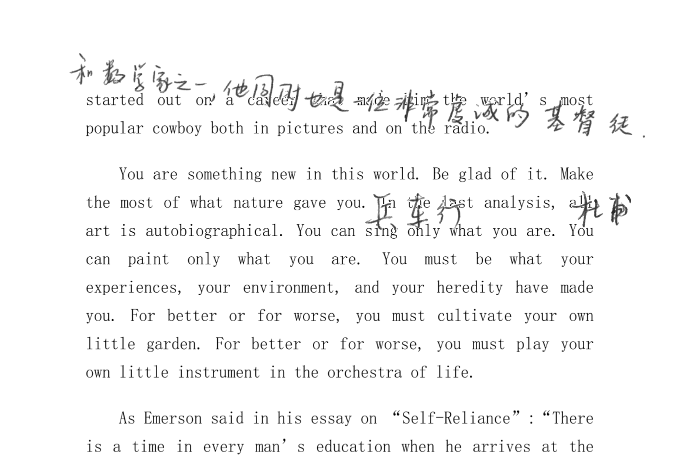 和数学家之一,他同时也是一位非常虔诚的基督徒.
started out on a career that made him the world's most
popular cowboy both in pictures and on the radio.
You are something new in this world. Be glad of it. Make
the most of what nature gave you. In the last analysis, all
兵车行 杜甫
art is autobiographical. You can sing only what you are. You
can paint only what you are. You must be what your
experiences, your environment, and your heredity have made
you. For better or for worse, you must cultivate your own
little garden. For better or for worse, you must play your
own little instrument in the orchestra of life.
As Emerson said in his essay on “Self-Reliance”:“There
is a time in every man's education when he arrives at the